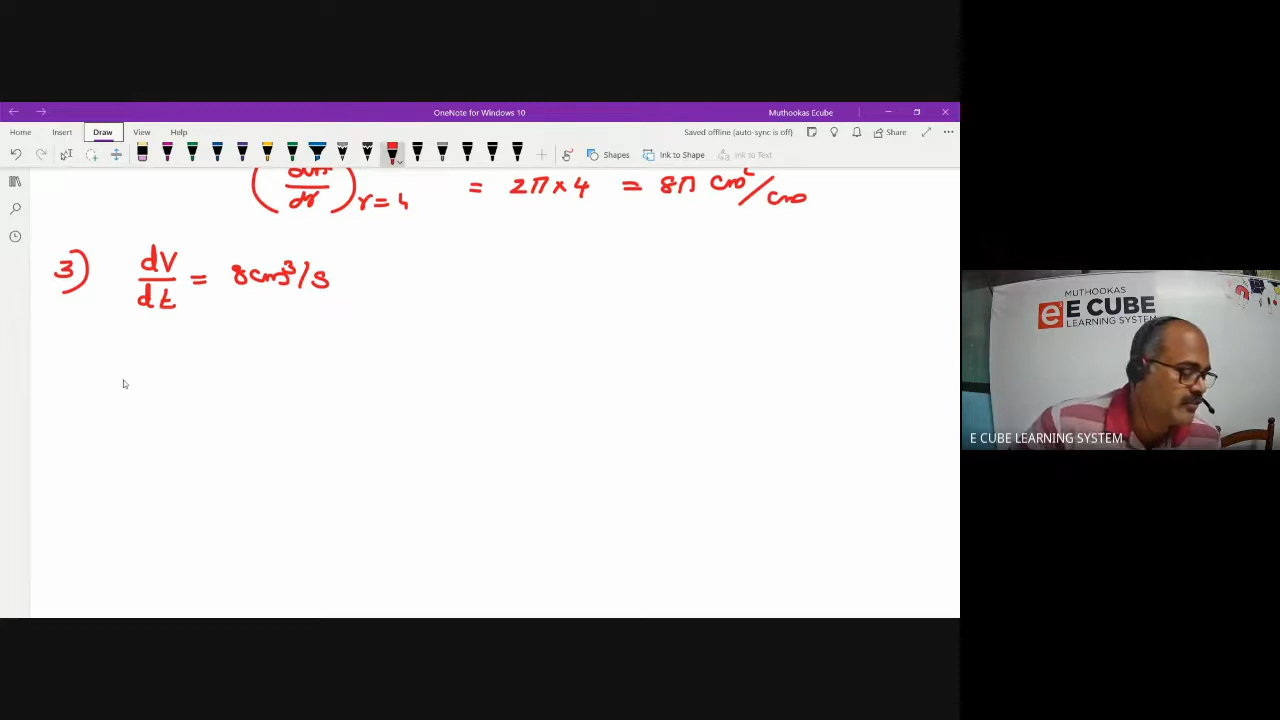 OneNote for Windows 10
Muthookas Ecube
Home Insert Draw View Help
Saved offline (auto-sync is off)
Share
Shapes
Ink to Shape
Ink to Text
dr r=4 = 2π×4 = 8π cm²/cm
3) dV/dt = 8cm³/s
MUTHOOKAS
e³ E CUBE
LEARNING SYSTEM
E CUBE LEARNING SYSTEM